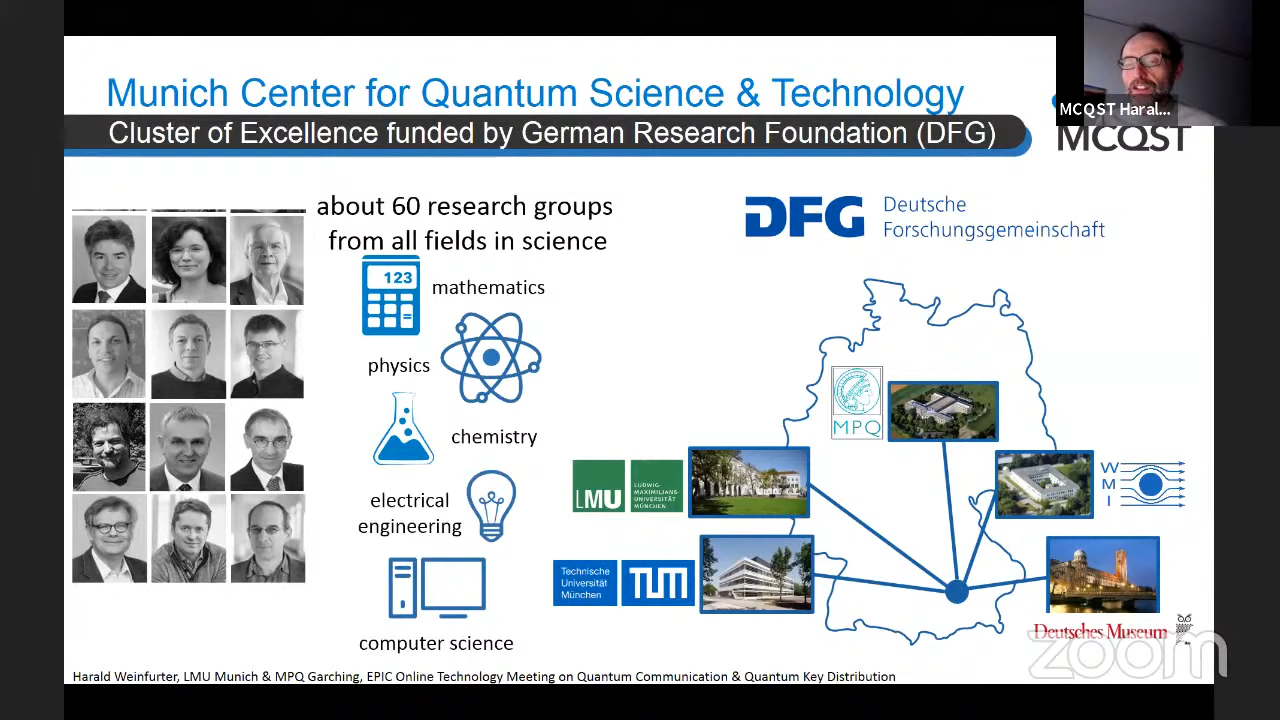 Munich Center for Quantum Science & Technology
Cluster of Excellence funded by German Research Foundation (DFG)
MCQST Haral...
MCQST
about 60 research groups
from all fields in science
123
mathematics
physics
chemistry
electrical
engineering
computer science
DFG Deutsche
Forschungsgemeinschaft
MPQ
LMU LUDWIG-
MAXIMILIANS-
UNIVERSITÄT
MÜNCHEN
WMI
Technische
Universität
München
TUM
Deutsches Museum
zoom
Harald Weinfurter, LMU Munich & MPQ Garching, EPIC Online Technology Meeting on Quantum Communication & Quantum Key Distribution